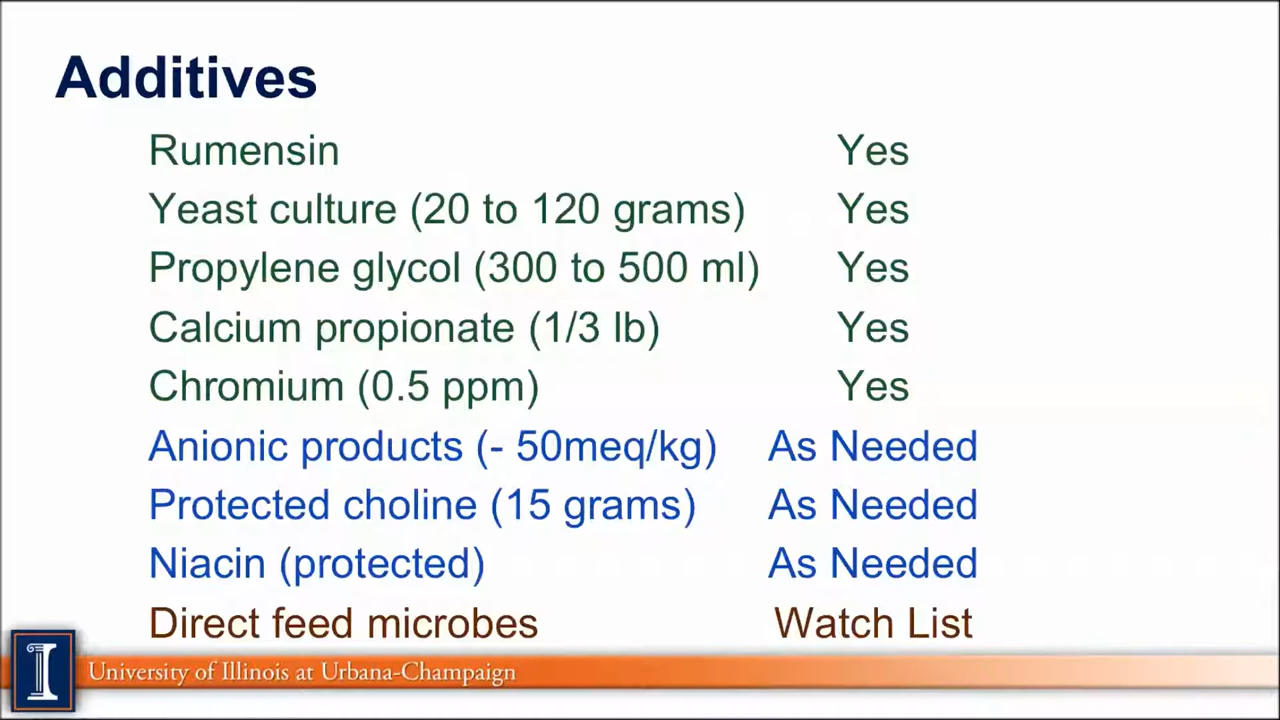 Additives
Rumensin Yes
Yeast culture (20 to 120 grams) Yes
Propylene glycol (300 to 500 ml) Yes
Calcium propionate (1/3 lb) Yes
Chromium (0.5 ppm) Yes
Anionic products (- 50meq/kg) As Needed
Protected choline (15 grams) As Needed
Niacin (protected) As Needed
Direct feed microbes Watch List
I University of Illinois at Urbana-Champaign